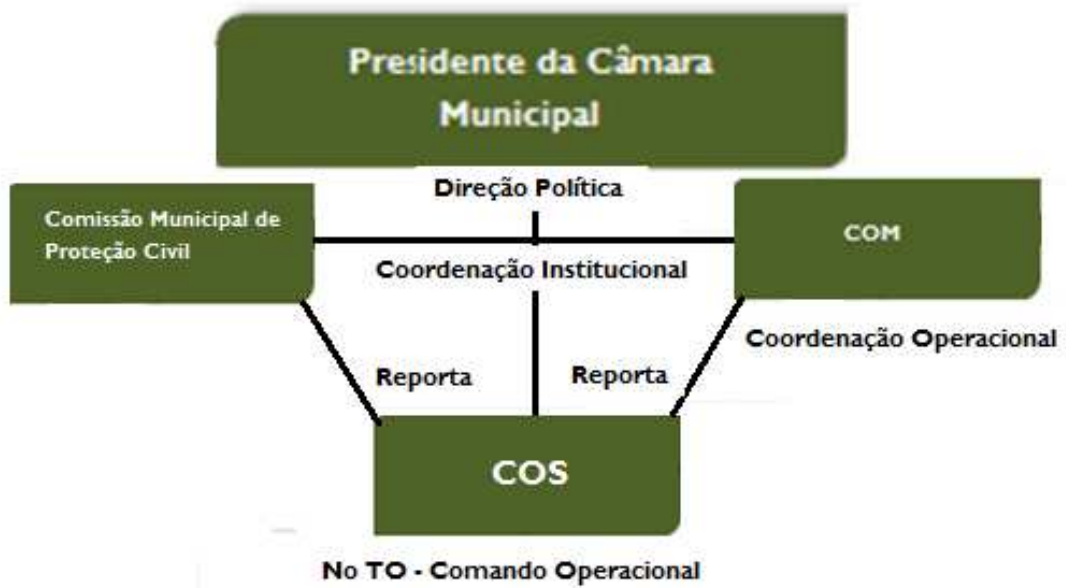 Presidente da Câmara
Municipal
Direção Política
Comissão Municipal de
Proteção Civil
COM
Coordenação Institucional
Coordenação Operacional
Reporta
Reporta
COS
No TO - Comando Operacional